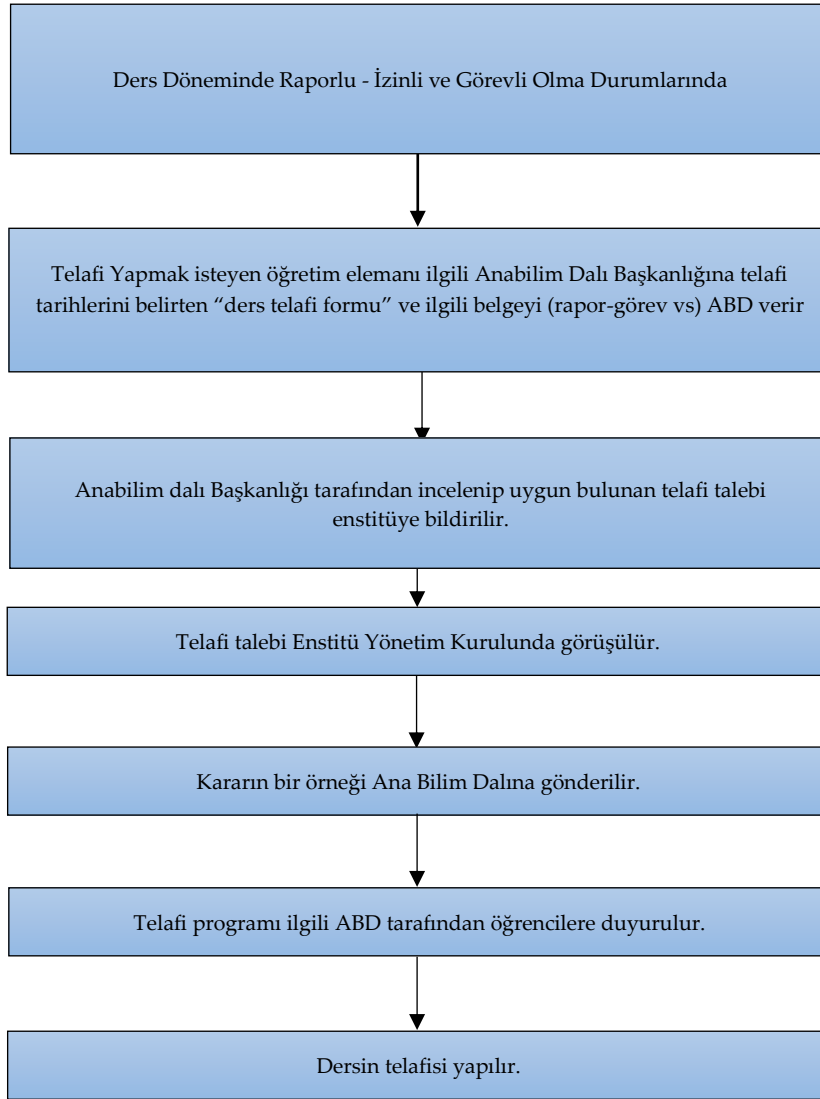 Ders Döneminde Raporlu - İzinli ve Görevli Olma Durumlarında
Telafi Yapmak isteyen öğretim elemanı ilgili Anabilim Dalı Başkanlığına telafi
tarihlerini belirten “ders telafi formu” ve ilgili belgeyi (rapor-görev vs) ABD verir
Anabilim dalı Başkanlığı tarafından incelenip uygun bulunan telafi talebi
enstitüye bildirilir.
Telafi talebi Enstitü Yönetim Kurulunda görüşülür.
Kararın bir örneği Ana Bilim Dalına gönderilir.
Telafi programı ilgili ABD tarafından öğrencilere duyurulur.
Dersin telafisi yapılır.